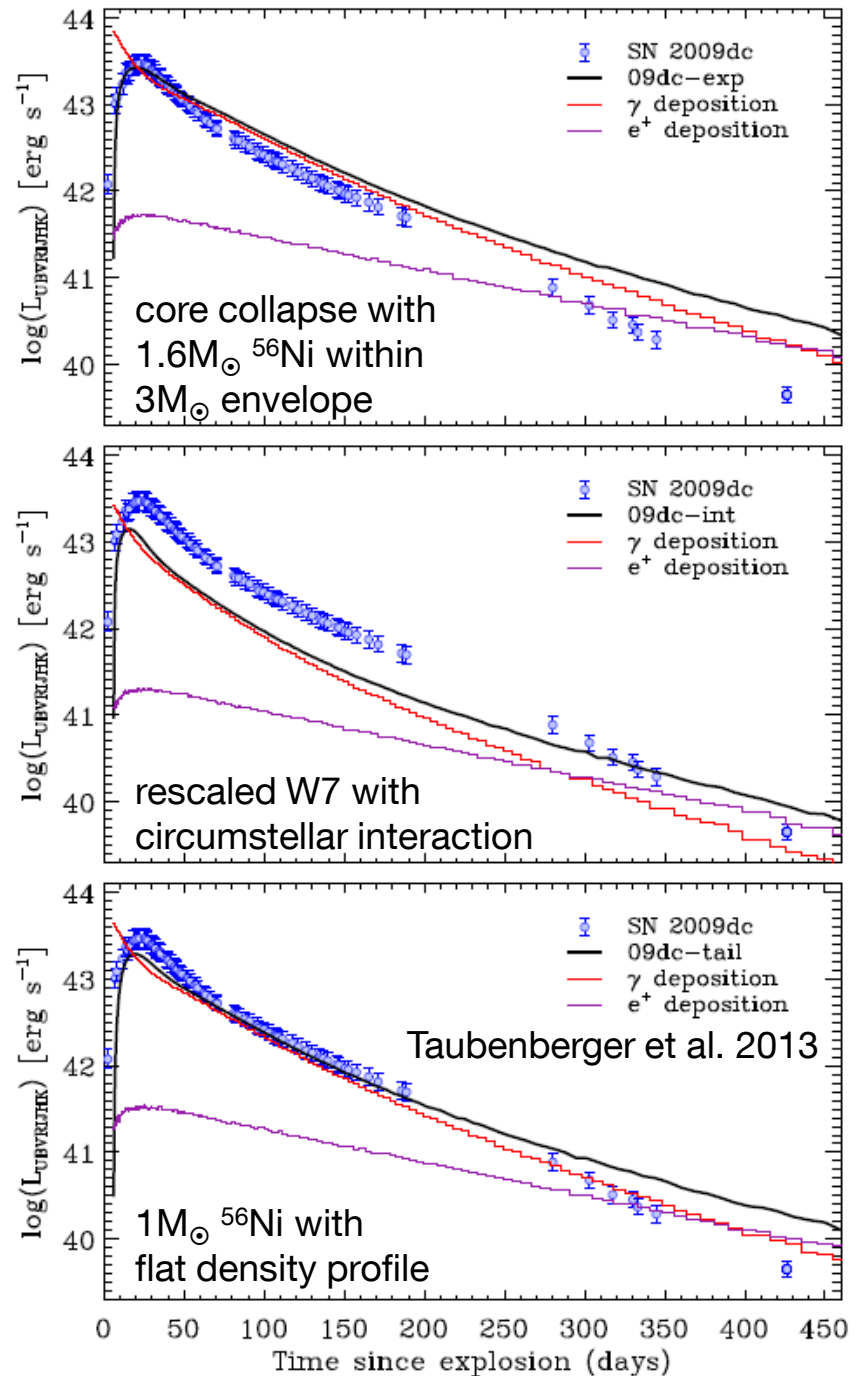 44
43
42
41
40
log(L_UBVRIJHK) [erg s⁻¹]
SN 2009dc
09dc−exp
γ deposition
e⁺ deposition
core collapse with
1.6M☉ ⁵⁶Ni within
3M☉ envelope
44
43
42
41
40
log(L_UBVRIJHK) [erg s⁻¹]
SN 2009dc
09dc−int
γ deposition
e⁺ deposition
rescaled W7 with
circumstellar interaction
44
43
42
41
40
log(L_UBVRIJHK) [erg s⁻¹]
SN 2009dc
09dc−tail
γ deposition
e⁺ deposition
Taubenberger et al. 2013
1M☉ ⁵⁶Ni with
flat density profile
0 50 100 150 200 250 300 350 400 450
Time since explosion (days)